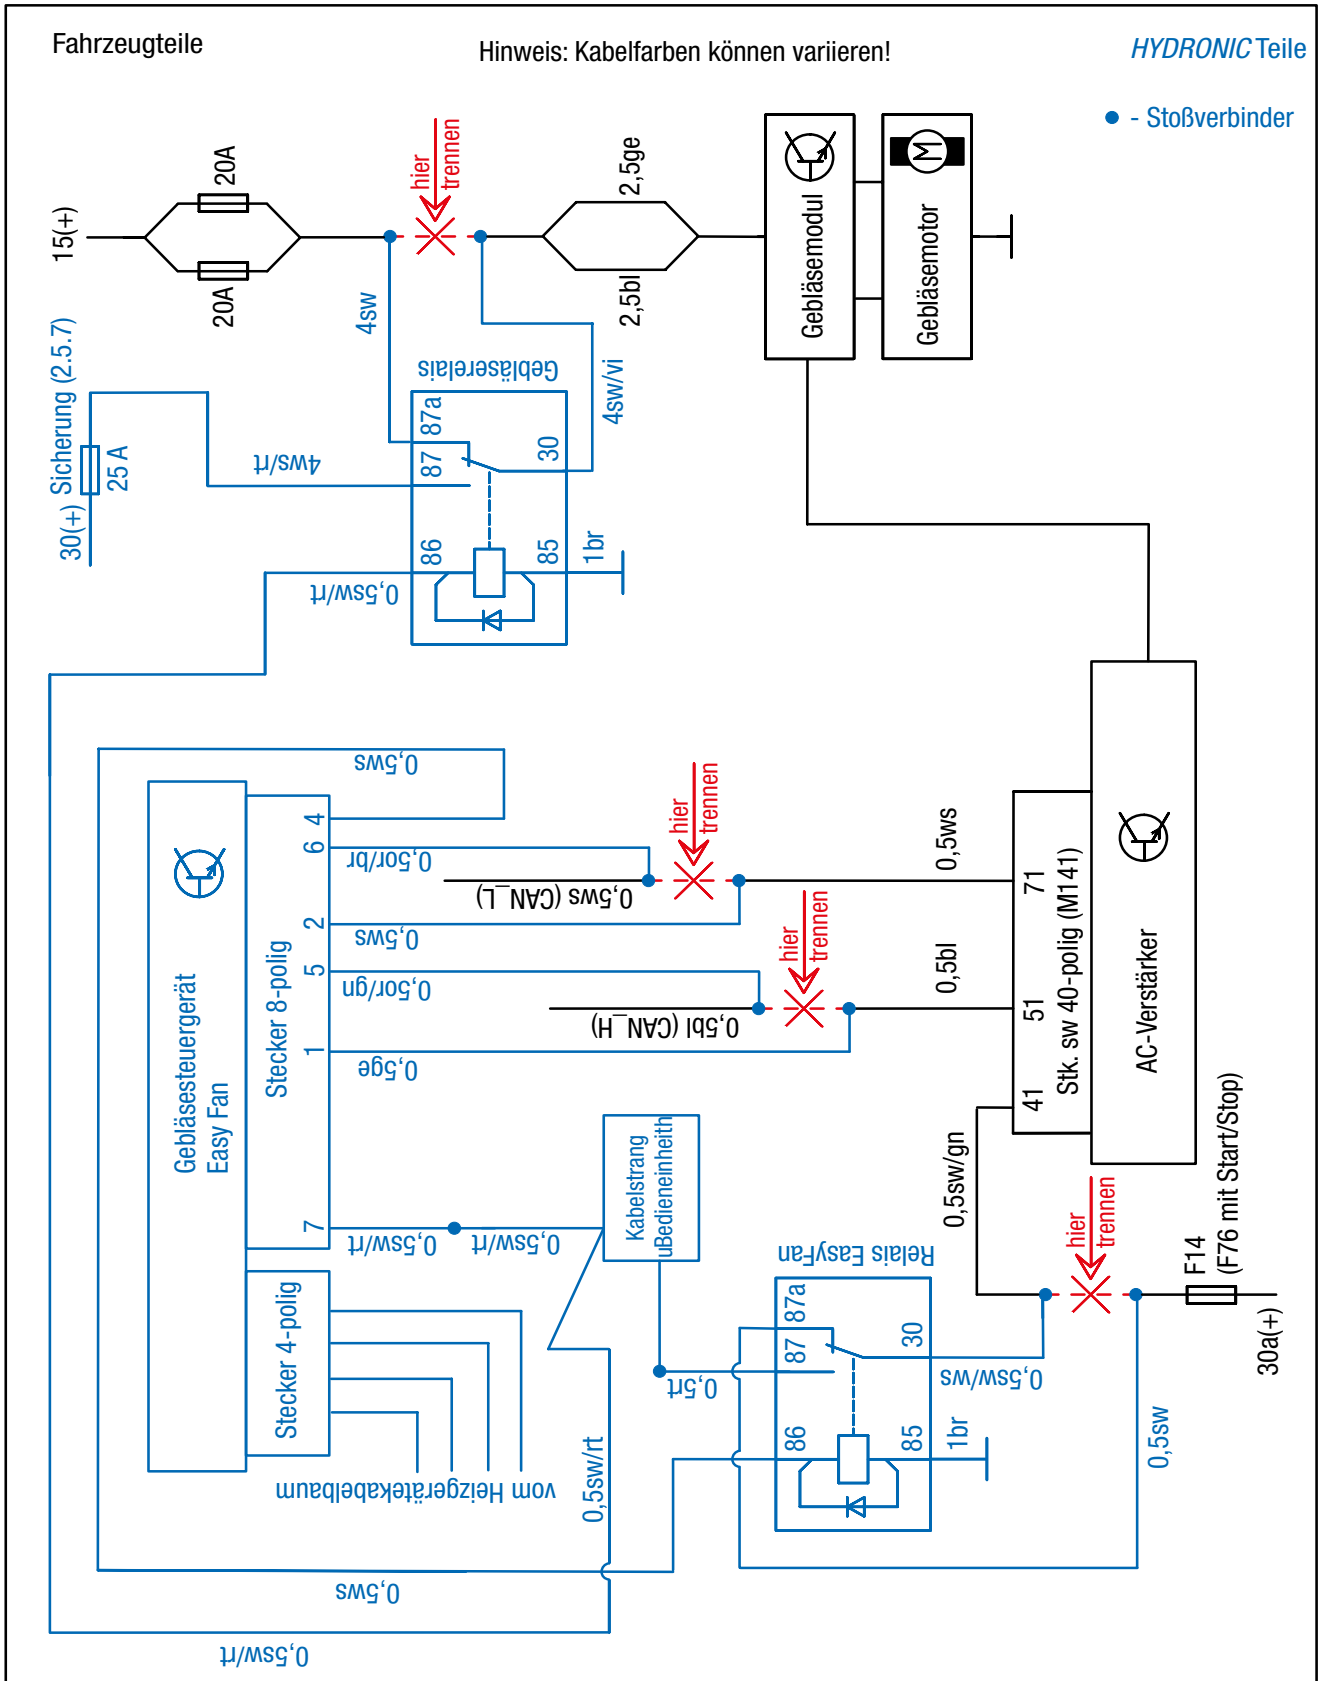 Fahrzeugteile
Hinweis: Kabelfarben können variieren!
HYDRONIC Teile
- Stoßverbinder
15(+)
20A
20A
hier
trennen
2,5ge
2,5bl
Gebläsemodul
M
Gebläsemotor
4sw
4sw/vi
Sicherung (2.5.7)
25 A
30(+)
4ws/rt
Gebläserelais
87a
87
30
86
85
1br
0,5sw/rt
0,5ws
Gebläsesteuergerät
Easy Fan
Stecker 8-polig
4
6
2
5
1
7
0,5or/br
0,5ws (CAN_L)
hier
trennen
0,5ws
0,5ws
0,5or/gn
0,5bl (CAN_H)
hier
trennen
0,5bl
0,5ge
71
51
41
Stk. sw 40-polig (M141)
AC-Verstärker
0,5sw/gn
0,5sw/rt
0,5sw/rt
Kabelstrang
uBedieneinheith
Stecker 4-polig
vom Heizgerätekabelbaum
Relais EasyFan
87a
87
30
86
85
1br
0,5rt
0,5sw/ws
hier
trennen
F14
(F76 mit Start/Stop)
30a(+)
0,5sw
0,5sw/rt
0,5ws
0,5sw/rt